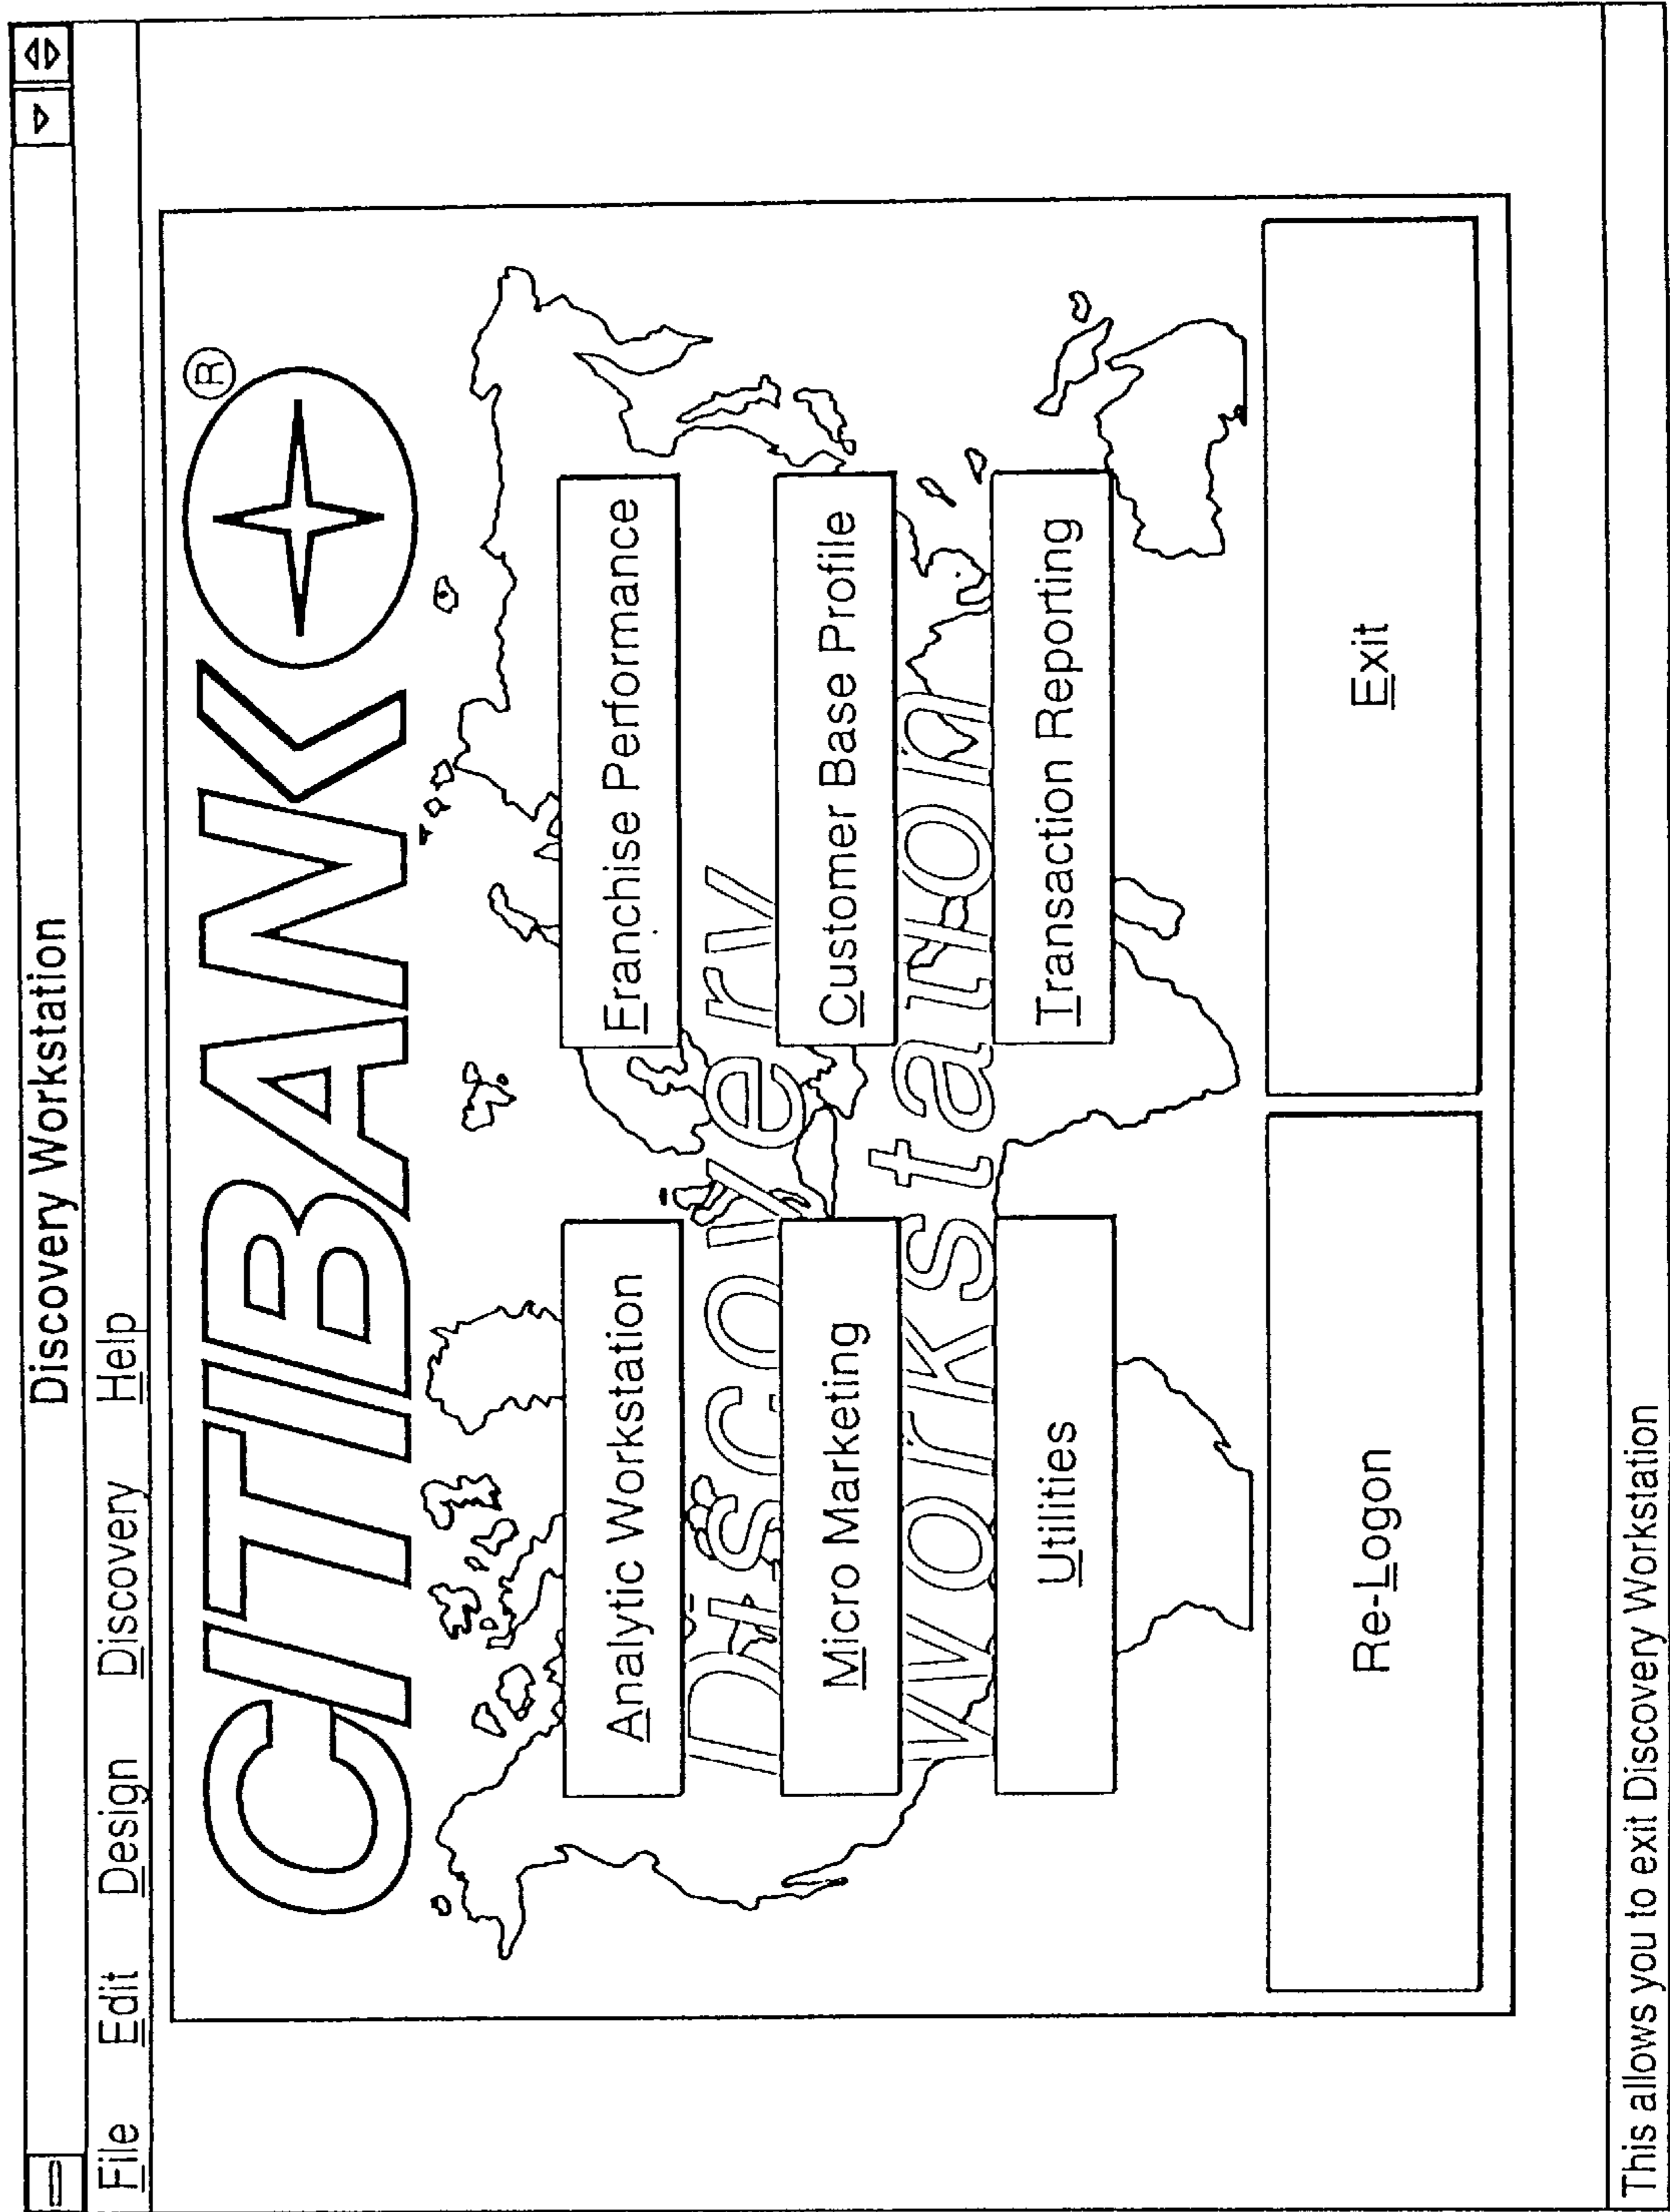 Discovery Workstation
File Edit Design Discovery Help
CITIBANK ®
Analytic Workstation Franchise Performance
Discovery
Micro Marketing Customer Base Profile
Workstation
Utilities Transaction Reporting
Re-Logon Exit
This allows you to exit Discovery Workstation